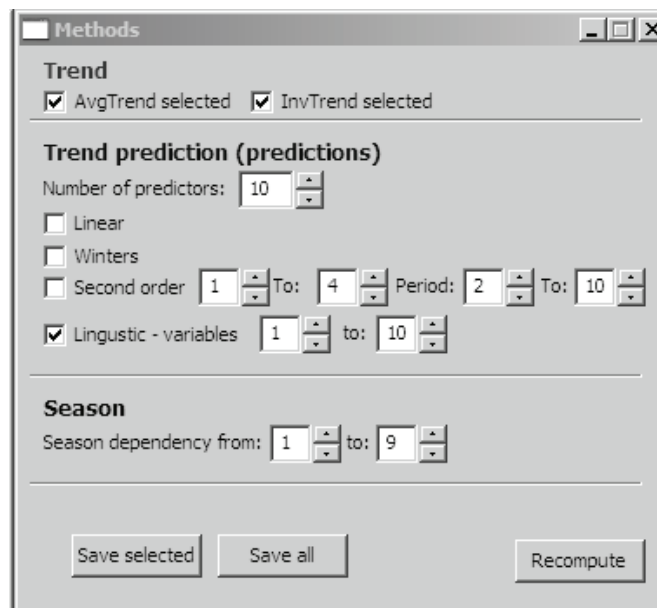 Methods
Trend
AvgTrend selected InvTrend selected
Trend prediction (predictions)
Number of predictors: 10
Linear
Winters
Second order 1 To: 4 Period: 2 To: 10
Lingustic - variables 1 to: 10
Season
Season dependency from: 1 to: 9
Save selected Save all Recompute